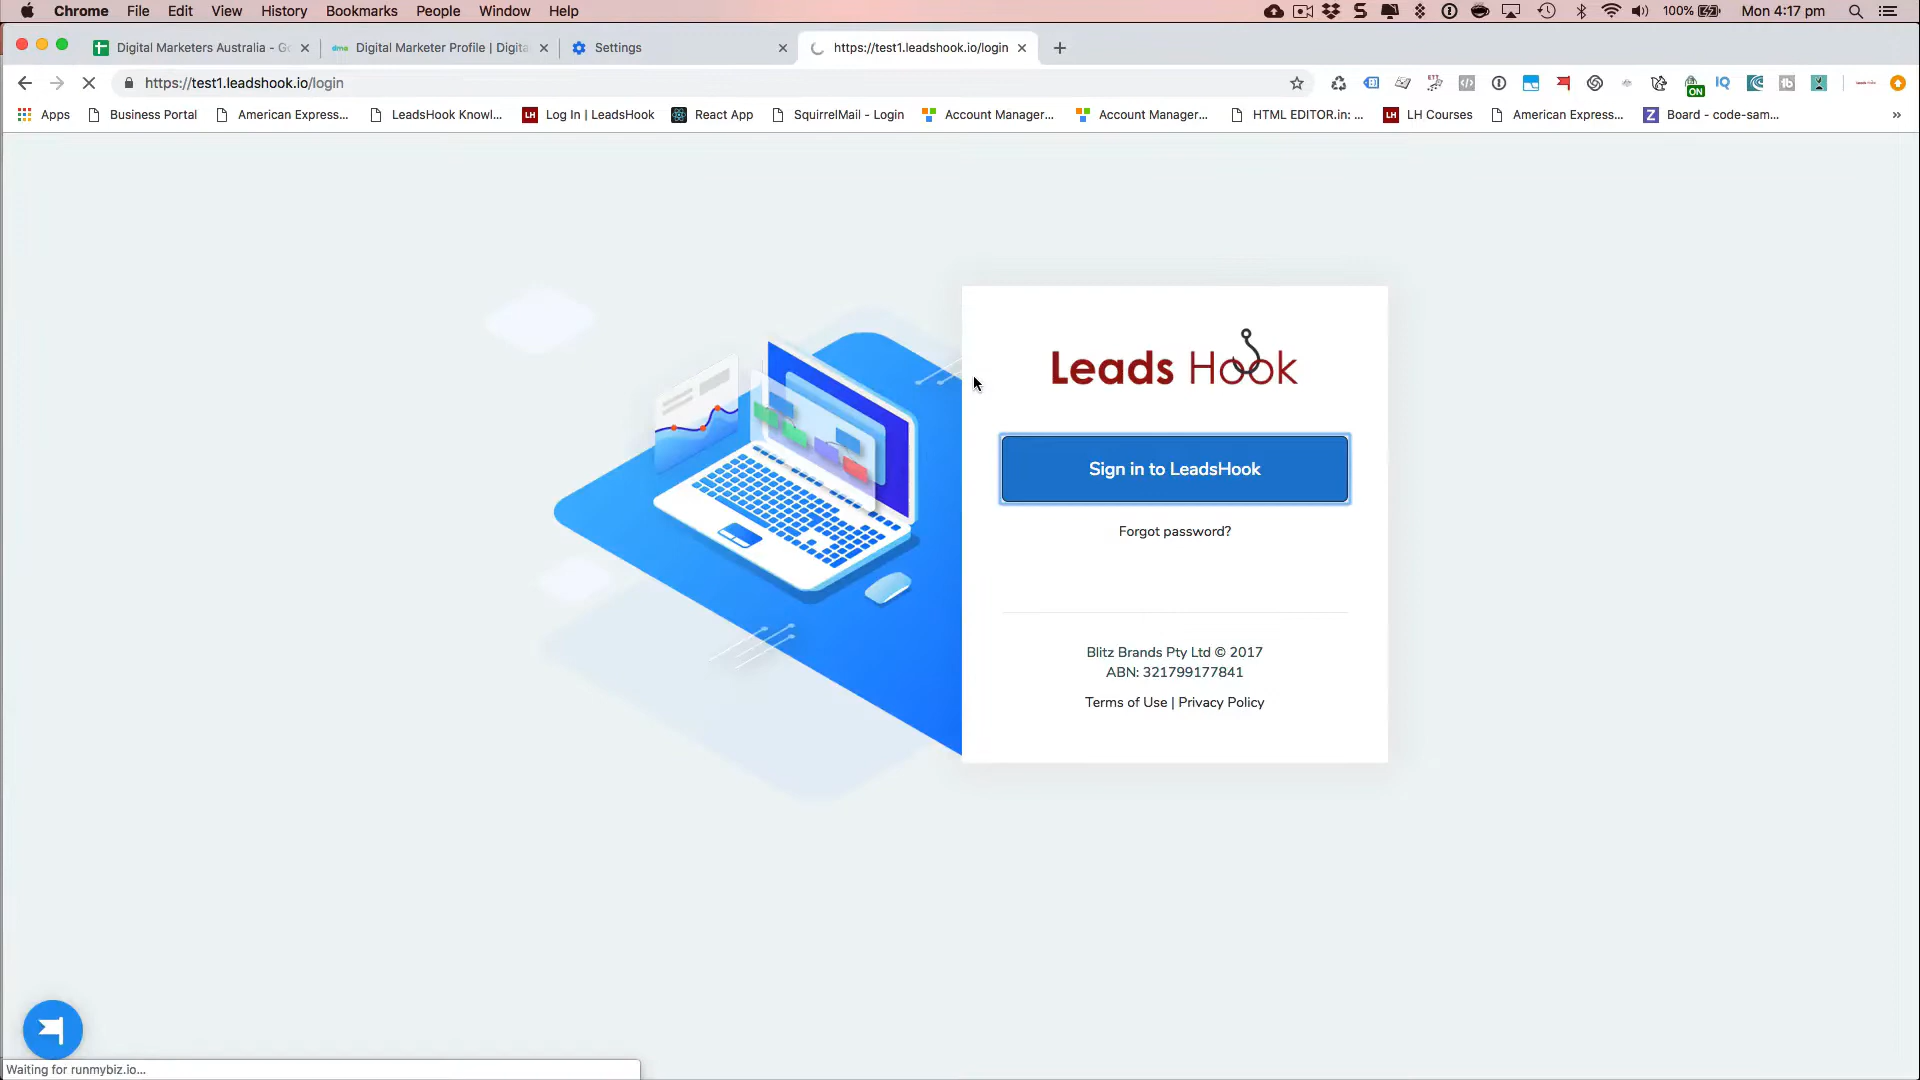 Chrome File Edit View History Bookmarks People Window Help 100% Mon 4:17 pm
Digital Marketers Australia - Go
Digital Marketer Profile | Digita
Settings
https://test1.leadshook.io/login
https://test1.leadshook.io/login
Apps Business Portal American Express... LeadsHook Knowl... LH Log In | LeadsHook React App SquirrelMail - Login Account Manager... Account Manager... HTML EDITOR.in: ... LH LH Courses American Express... Z Board - code-sam... »
ON
Leads Hook
Sign in to LeadsHook
Forgot password?
Blitz Brands Pty Ltd © 2017
ABN: 321799177841
Terms of Use | Privacy Policy
Waiting for runmybiz.io...